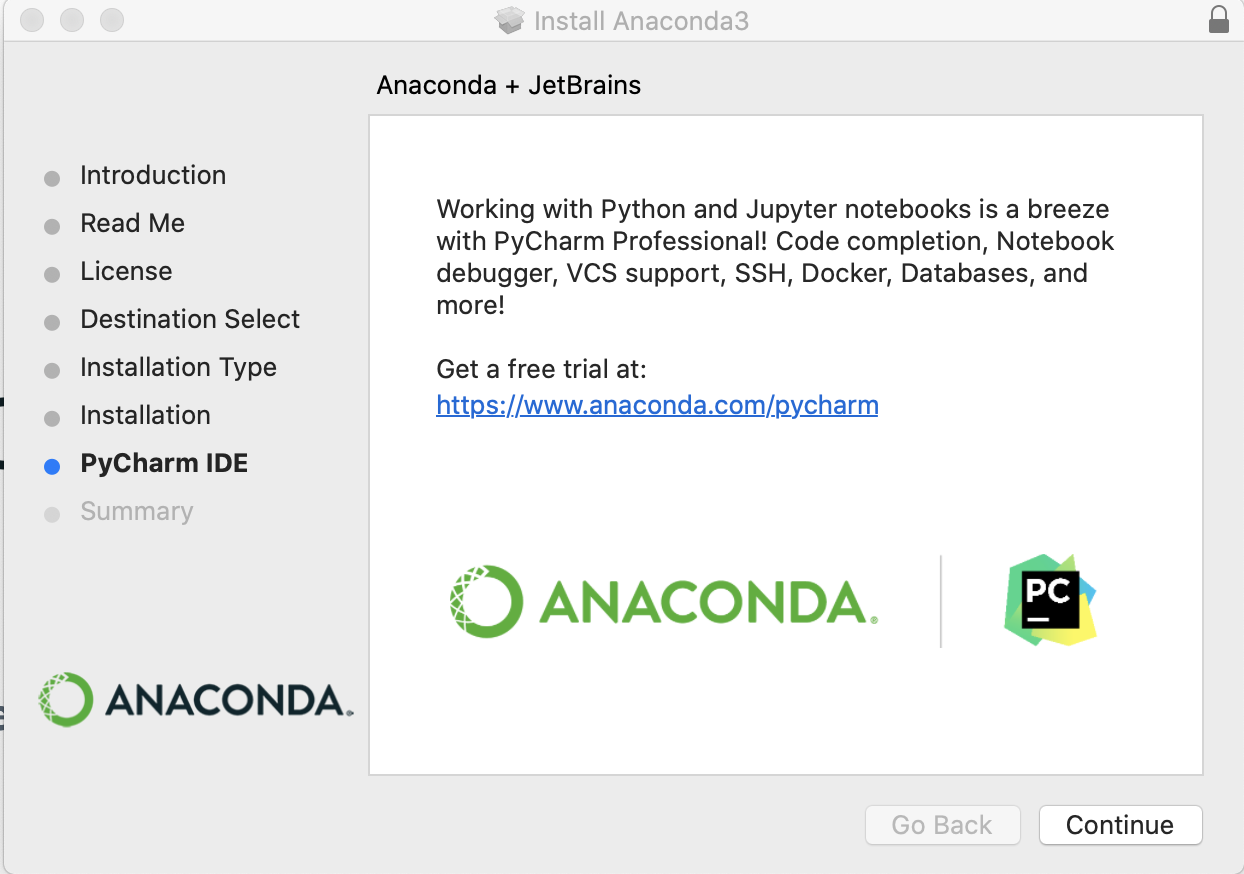 Install Anaconda3
Anaconda + JetBrains
Introduction
Read Me
License
Destination Select
Installation Type
Installation
PyCharm IDE
Summary
Working with Python and Jupyter notebooks is a breeze
with PyCharm Professional! Code completion, Notebook
debugger, VCS support, SSH, Docker, Databases, and
more!
Get a free trial at:
https://www.anaconda.com/pycharm
ANACONDA.®
PC
ANACONDA.
Go Back
Continue